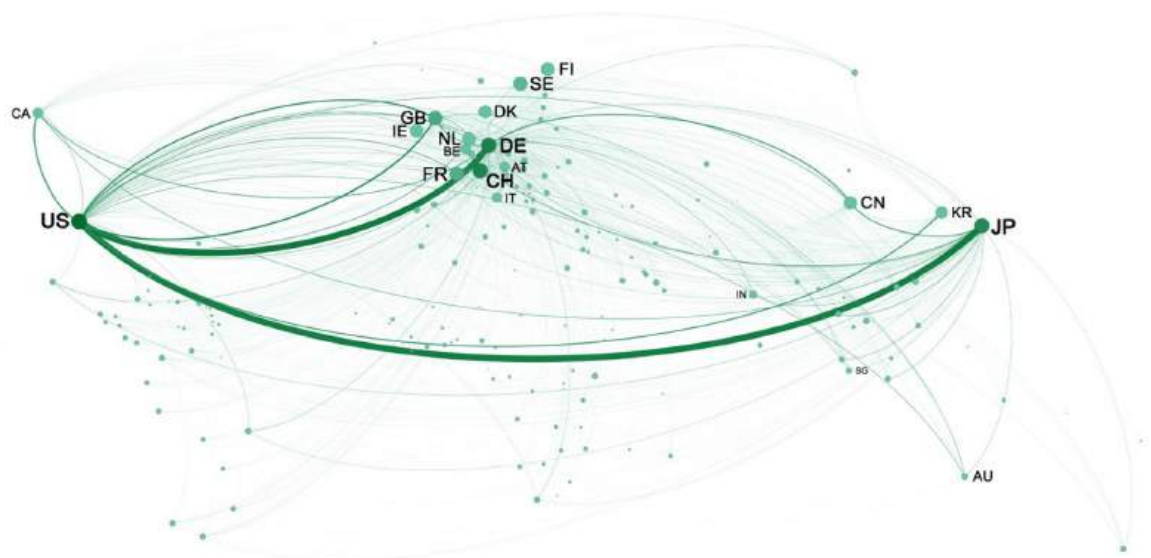 FI
SE
CA
DK
GB
IE
NL
DE
BE
AT
FR
CH
IT
CN
KR
US
JP
IN
SG
AU